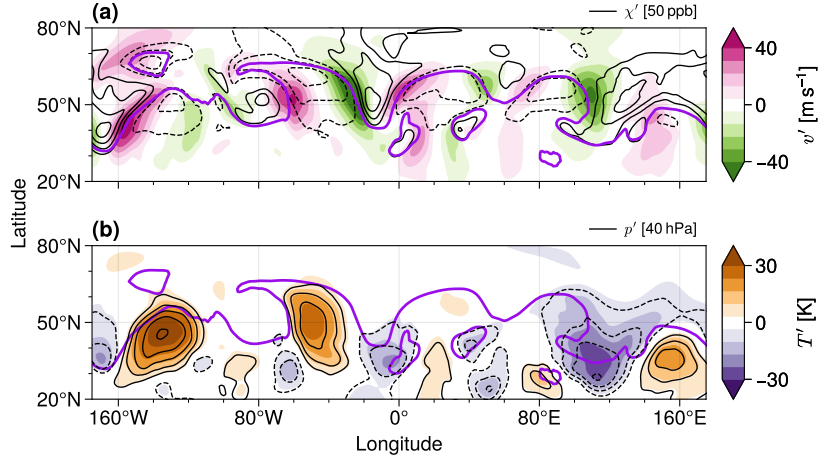 (a)
χ′ [50 ppb]
80°N
50°N
20°N
40
0
−40
v′ [m s⁻¹]
Latitude
(b)
p′ [40 hPa]
80°N
50°N
20°N
30
0
−30
T′ [K]
160°W 80°W 0° 80°E 160°E
Longitude